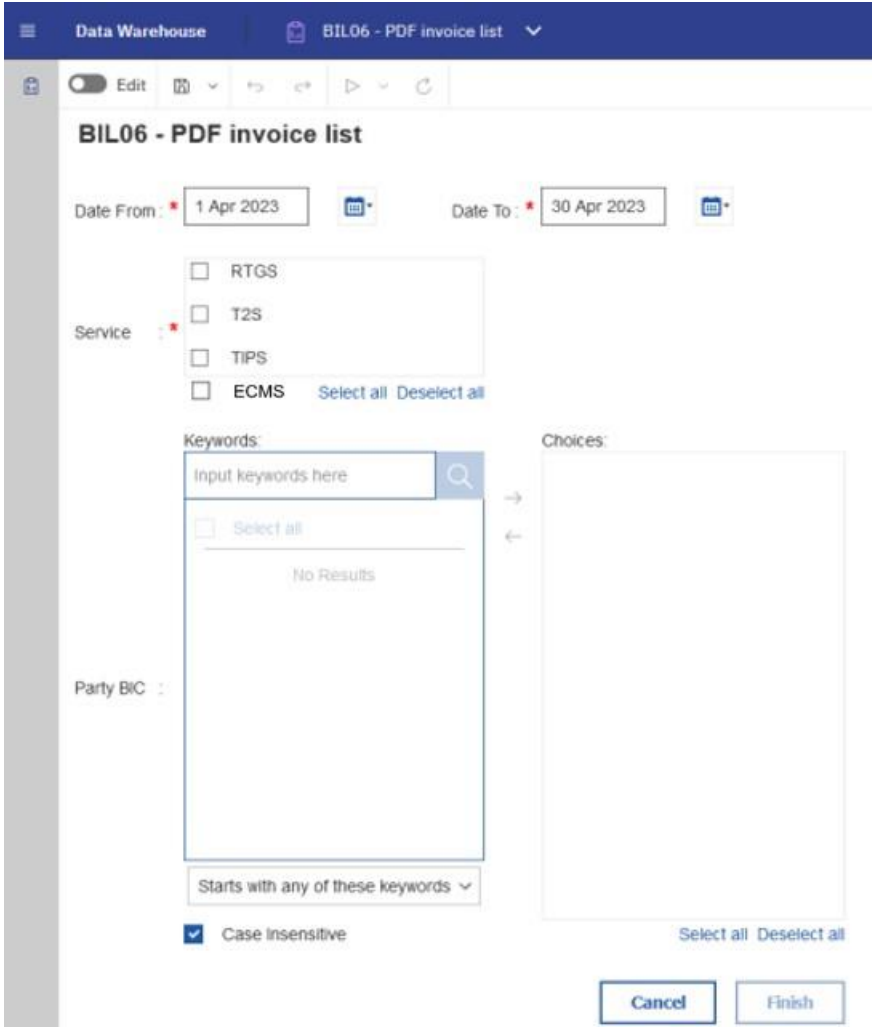 Data Warehouse BIL06 - PDF invoice list
Edit
BIL06 - PDF invoice list
Date From : * 1 Apr 2023 Date To : * 30 Apr 2023
RTGS
T2S
Service : *
TIPS
ECMS Select all Deselect all
Keywords: Choices:
Input keywords here
Select all
No Results
Party BIC :
Starts with any of these keywords
Case Insensitive Select all Deselect all
Cancel Finish